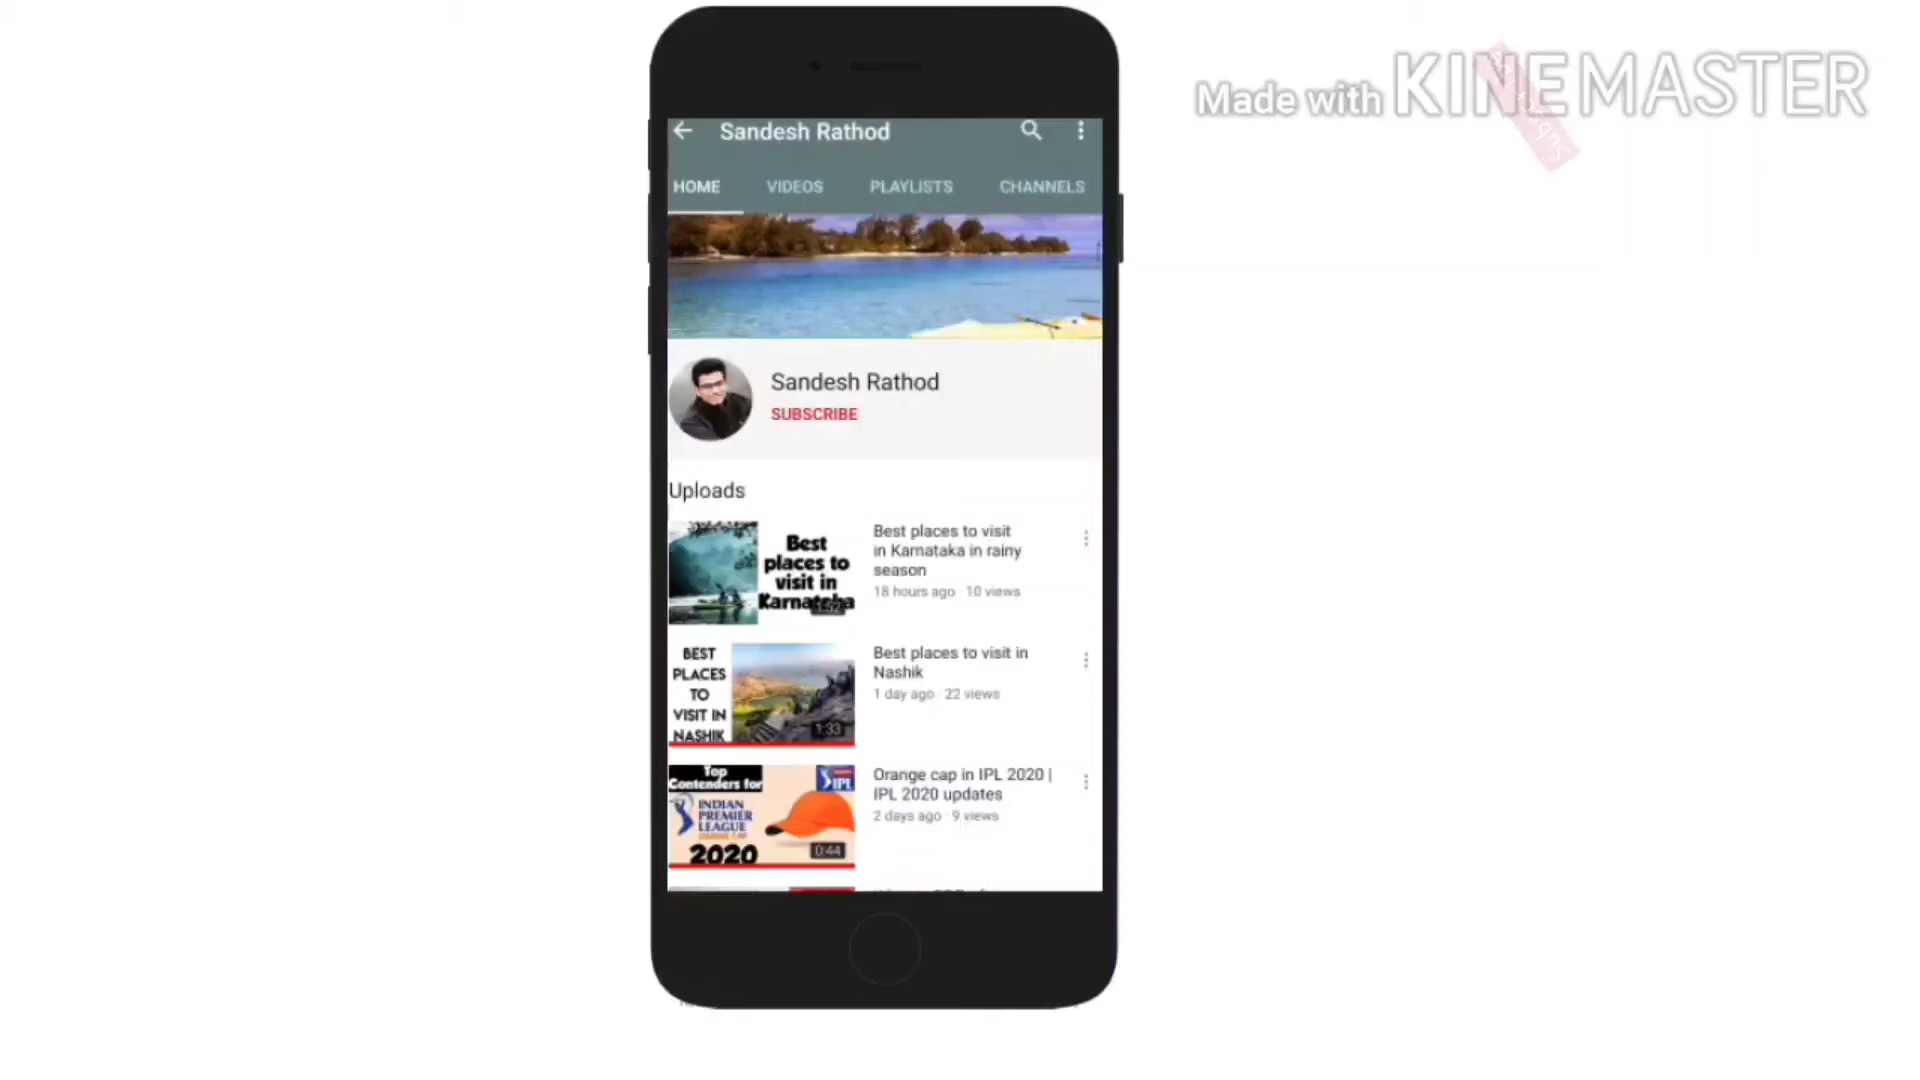 Made with KINEMASTER
Sandesh Rathod
HOME VIDEOS PLAYLISTS CHANNELS
Sandesh Rathod
SUBSCRIBE
Uploads
Best
places to
visit in
Best places to visit
in Karnataka in rainy
season
18 hours ago · 10 views
BEST
PLACES
TO
VISIT IN
NASHIK
1:33
Best places to visit in
Nashik
1 day ago · 22 views
Top
Contenders for
IPL
INDIAN
PREMIER
LEAGUE
2020
0:44
Orange cap in IPL 2020 |
IPL 2020 updates
2 days ago · 9 views